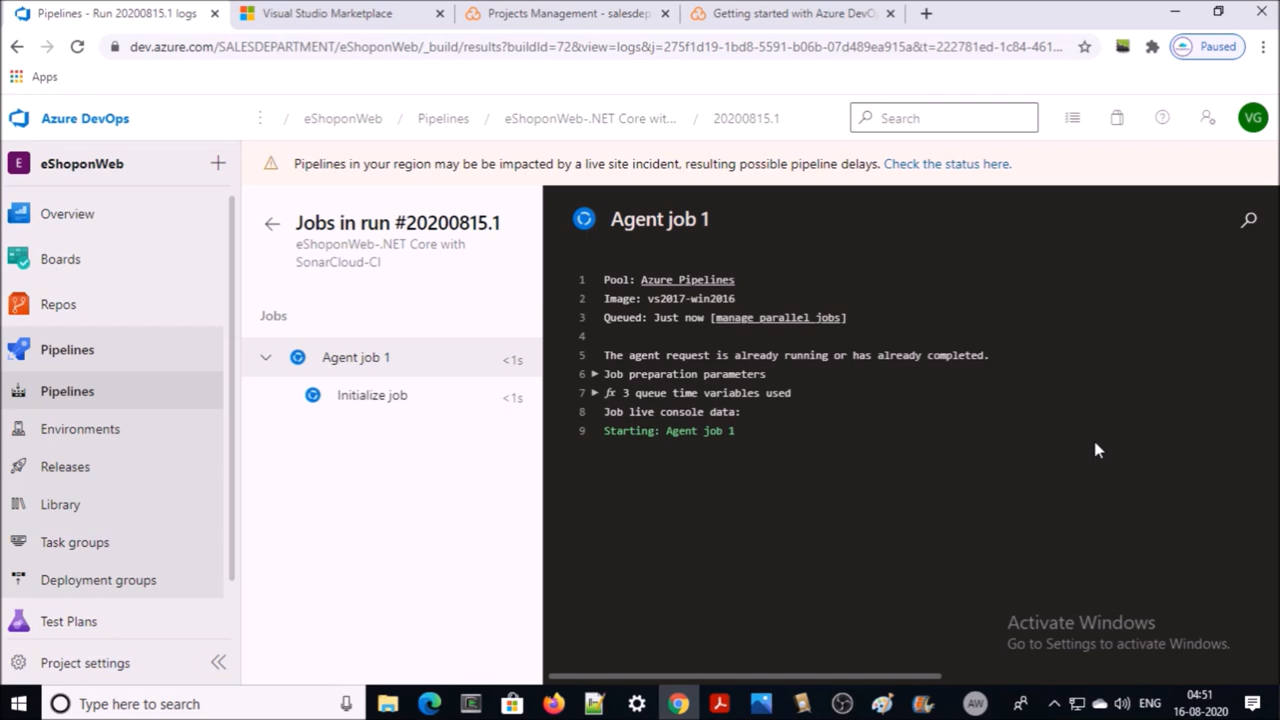 Pipelines - Run 20200815.1 logs
Visual Studio Marketplace
Projects Management - salesdep
Getting started with Azure DevO
dev.azure.com/SALESDEPARTMENT/eShoponWeb/_build/results?buildId=72&view=logs&j=275f1d19-1bd8-5591-b06b-07d489ea915a&t=222781ed-1c84-461...
Paused
Apps
Azure DevOps
/ eShoponWeb / Pipelines / eShoponWeb-.NET Core wit... / 20200815.1
Search
VG
E eShoponWeb
Pipelines in your region may be be impacted by a live site incident, resulting possible pipeline delays. Check the status here.
Overview
Boards
Repos
Pipelines
Pipelines
Environments
Releases
Library
Task groups
Deployment groups
Test Plans
Project settings
Jobs in run #20200815.1
eShoponWeb-.NET Core with
SonarCloud-CI
Jobs
Agent job 1 <1s
Initialize job <1s
Agent job 1
1 Pool: Azure Pipelines
2 Image: vs2017-win2016
3 Queued: Just now [manage parallel jobs]
4
5 The agent request is already running or has already completed.
6 Job preparation parameters
7 fx 3 queue time variables used
8 Job live console data:
9 Starting: Agent job 1
Activate Windows
Go to Settings to activate Windows.
Type here to search
AW
ENG
04:51
16-08-2020